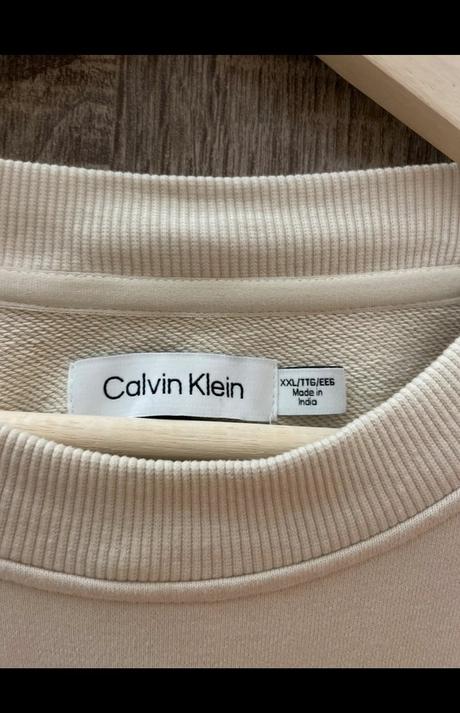 Calvin Klein
XXL/TTG/EEG
Made in
India